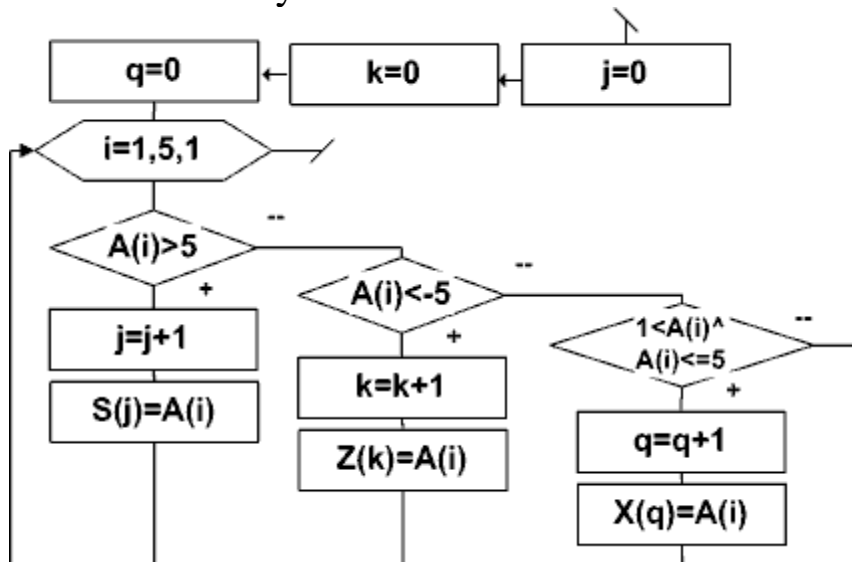 q=0
k=0
j=0
i=1,5,1
A(i)>5
--
+
A(i)<-5
--
+
1<A(i)^
A(i)<=5
--
+
j=j+1
S(j)=A(i)
k=k+1
Z(k)=A(i)
q=q+1
X(q)=A(i)